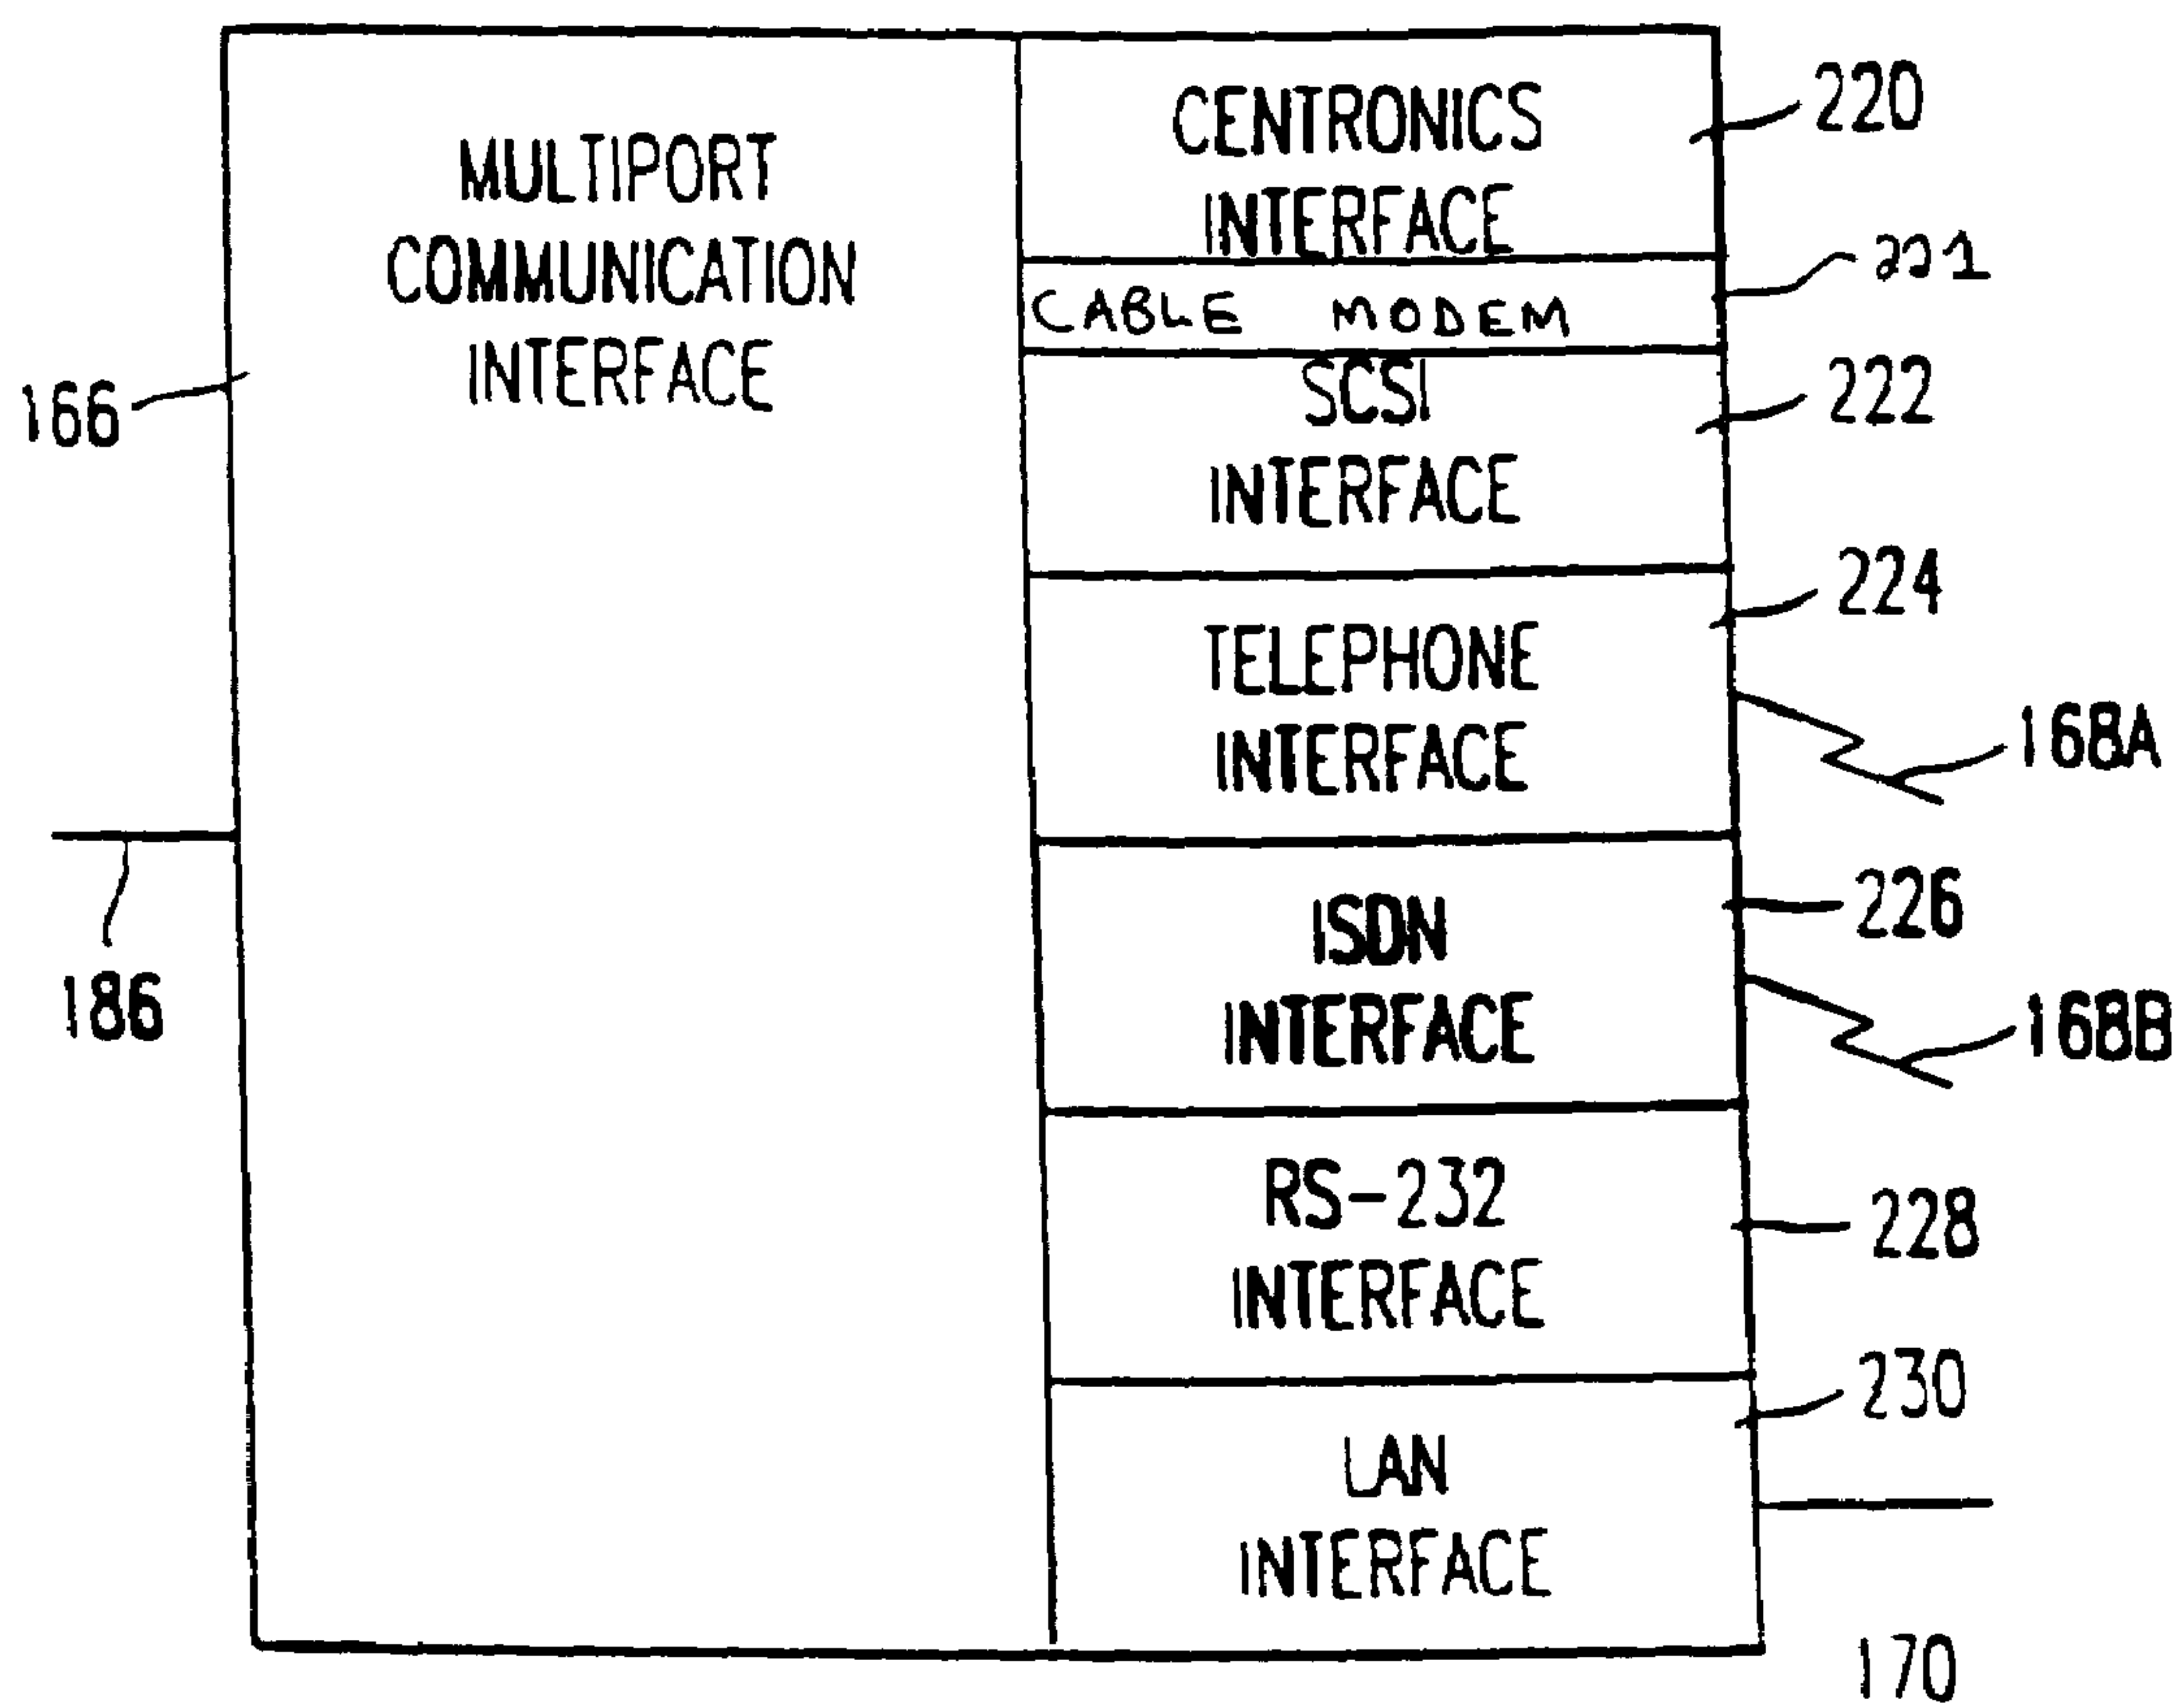 MULTIPORT
COMMUNICATION
INTERFACE
166
186
CENTRONICS
INTERFACE
220
CABLE MODEM
221
SCSI
INTERFACE
222
TELEPHONE
INTERFACE
224
168A
ISDN
INTERFACE
226
168B
RS-232
INTERFACE
228
LAN
INTERFACE
230
170